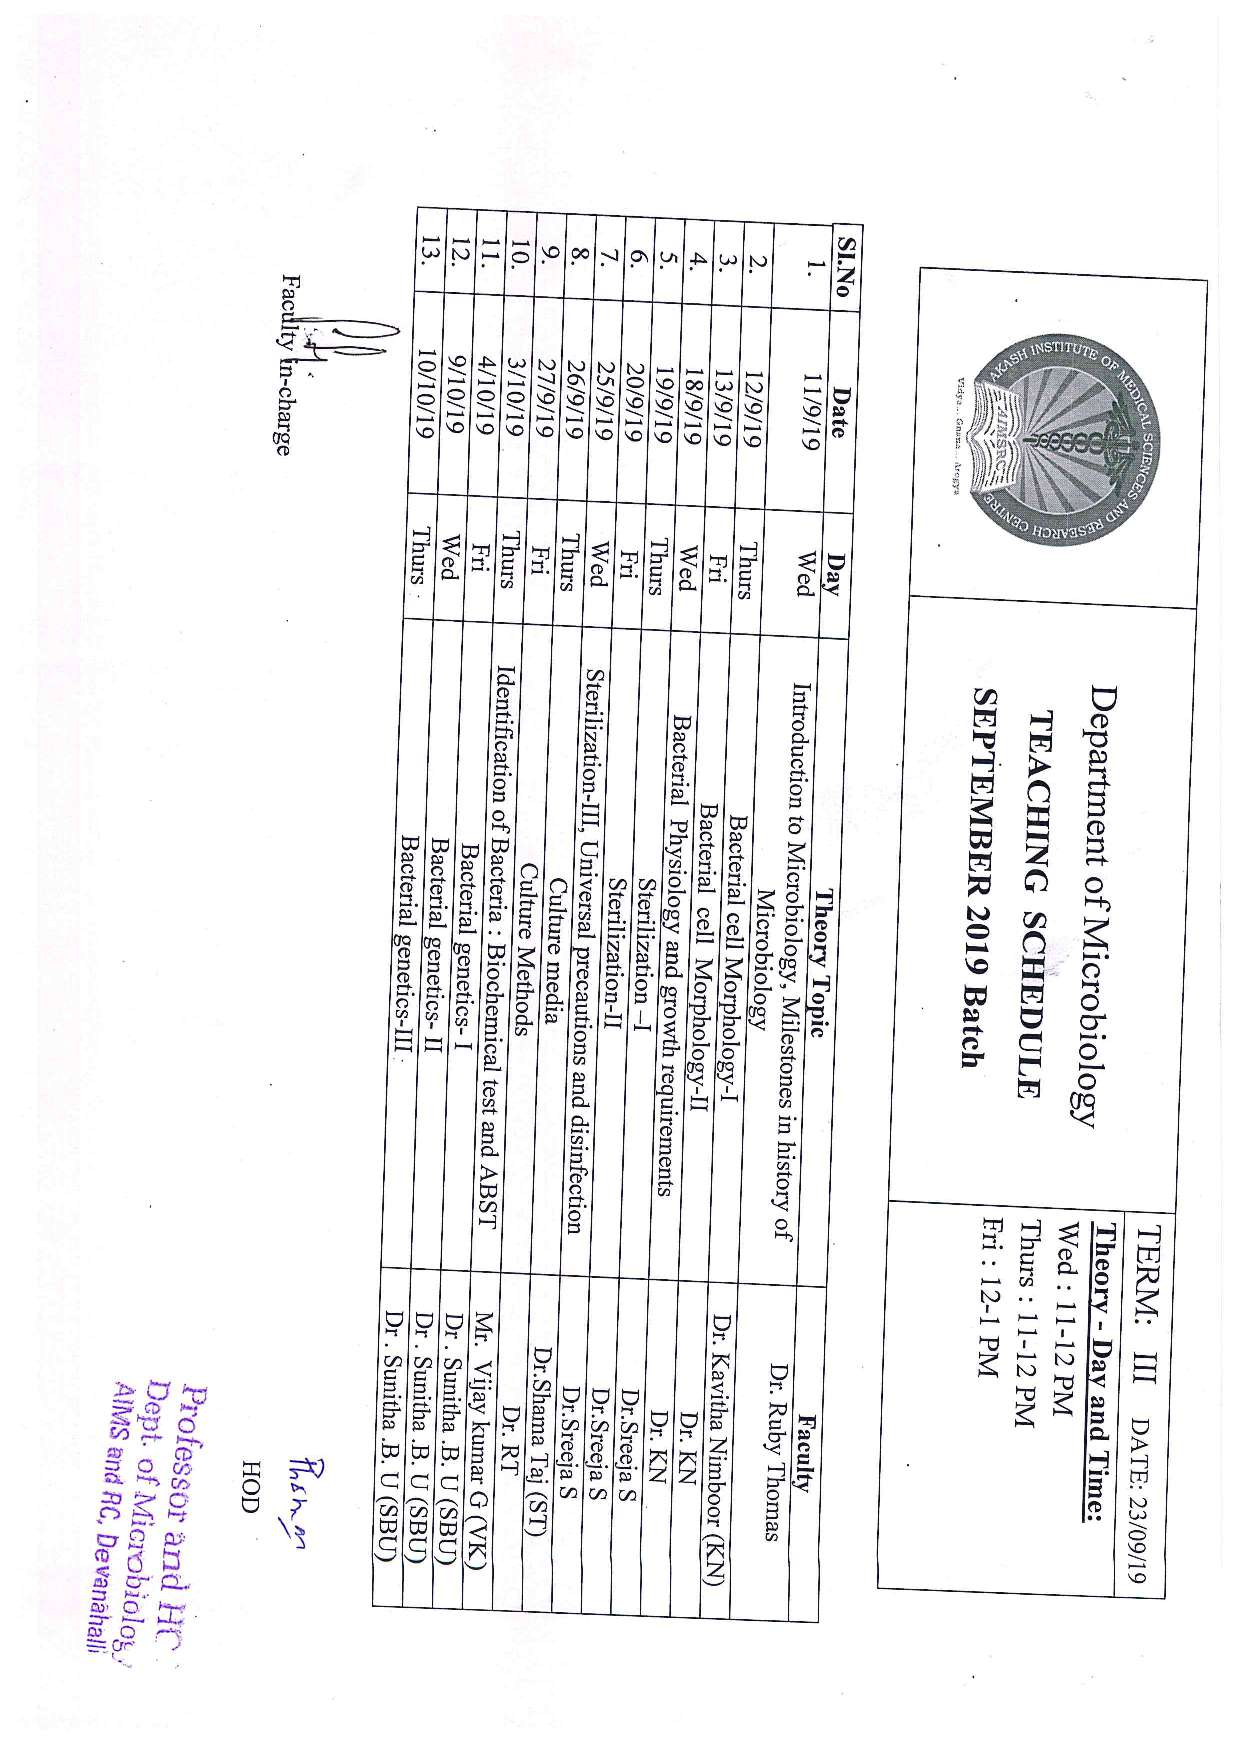 AKASH INSTITUTE OF MEDICAL SCIENCES AND RESEARCH CENTRE
AIMSRC
Vidya... Gnana... Arogya
Department of Microbiology
TEACHING SCHEDULE
SEPTEMBER 2019 Batch
TERM: III DATE: 23/09/19
Theory - Day and Time:
Wed : 11-12 PM
Thurs : 11-12 PM
Fri : 12-1 PM
Sl.No Date Day Theory Topic Faculty
1. 11/9/19 Wed Introduction to Microbiology, Milestones in history of Dr. Ruby Thomas
Microbiology
2. 12/9/19 Thurs Bacterial cell Morphology-I Dr. Kavitha Nimboor (KN)
3. 13/9/19 Fri Bacterial cell Morphology-II Dr. KN
4. 18/9/19 Wed Bacterial Physiology and growth requirements Dr. KN
5. 19/9/19 Thurs Sterilization –I Dr.Sreeja S
6. 20/9/19 Fri Sterilization-II Dr.Sreeja S
7. 25/9/19 Wed Sterilization-III, Universal precautions and disinfection Dr.Sreeja S
8. 26/9/19 Thurs Culture media Dr.Shama Taj (ST)
9. 27/9/19 Fri Culture Methods Dr. RT
10. 3/10/19 Thurs Identification of Bacteria : Biochemical test and ABST Mr. Vijay kumar G (VK)
11. 4/10/19 Fri Bacterial genetics- I Dr . Sunitha .B. U (SBU)
12. 9/10/19 Wed Bacterial genetics- II Dr . Sunitha .B. U (SBU)
13. 10/10/19 Thurs Bacterial genetics-III Dr . Sunitha .B. U (SBU)
Faculty in-charge
HOD
Professor and HO
Dept. of Microbiology
AIMS and RC, Devanahalli